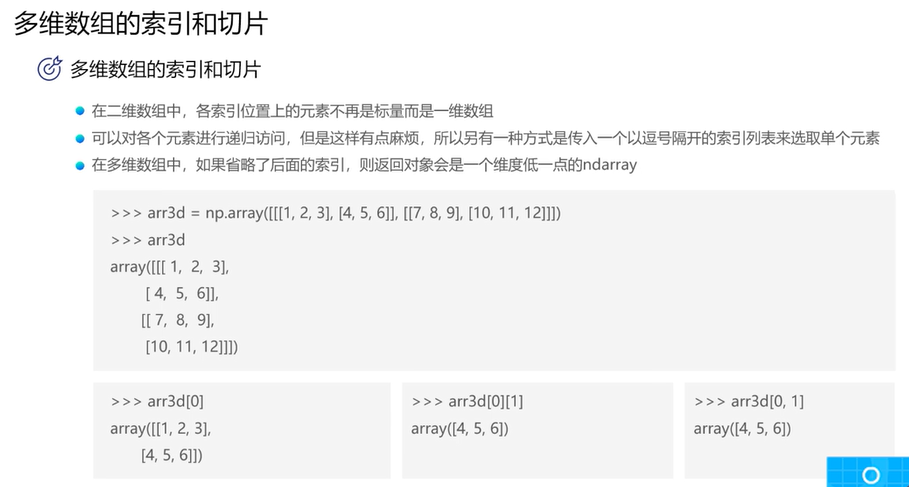 多维数组的索引和切片
多维数组的索引和切片
在二维数组中，各索引位置上的元素不再是标量而是一维数组
可以对各个元素进行递归访问，但是这样有点麻烦，所以另有一种方式是传入一个以逗号隔开的索引列表来选取单个元素
在多维数组中，如果省略了后面的索引，则返回对象会是一个维度低一点的ndarray
>>> arr3d = np.array([[[1, 2, 3], [4, 5, 6]], [[7, 8, 9], [10, 11, 12]]])
>>> arr3d
array([[[ 1,  2,  3],
[ 4,  5,  6]],
[[ 7,  8,  9],
[10, 11, 12]]])
>>> arr3d[0]
array([[1, 2, 3],
[4, 5, 6]])
>>> arr3d[0][1]
array([4, 5, 6])
>>> arr3d[0, 1]
array([4, 5, 6])